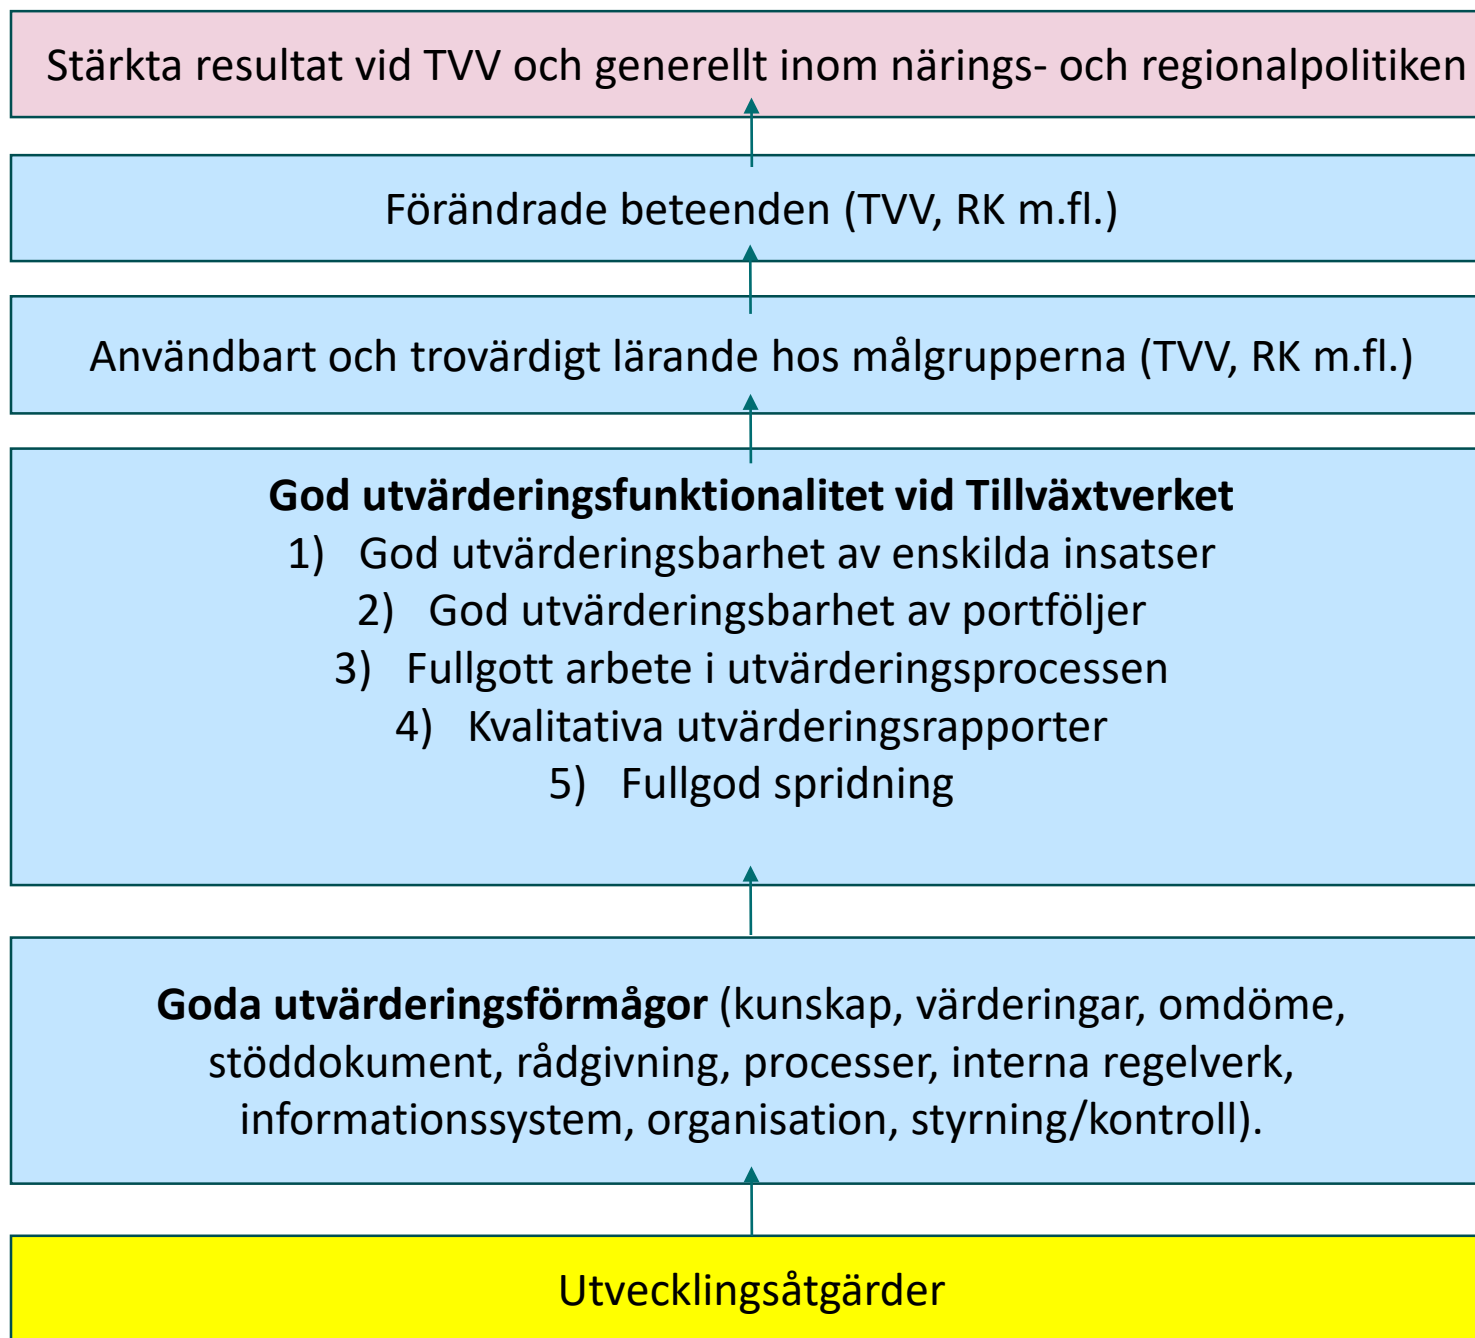 Stärkta resultat vid TVV och generellt inom närings- och regionalpolitiken
Förändrade beteenden (TVV, RK m.fl.)
Användbart och trovärdigt lärande hos målgrupperna (TVV, RK m.fl.)
God utvärderingsfunktionalitet vid Tillväxtverket
1) God utvärderingsbarhet av enskilda insatser
2) God utvärderingsbarhet av portföljer
3) Fullgott arbete i utvärderingsprocessen
4) Kvalitativa utvärderingsrapporter
5) Fullgod spridning
Goda utvärderingsförmågor (kunskap, värderingar, omdöme,
stöddokument, rådgivning, processer, interna regelverk,
informationssystem, organisation, styrning/kontroll).
Utvecklingsåtgärder